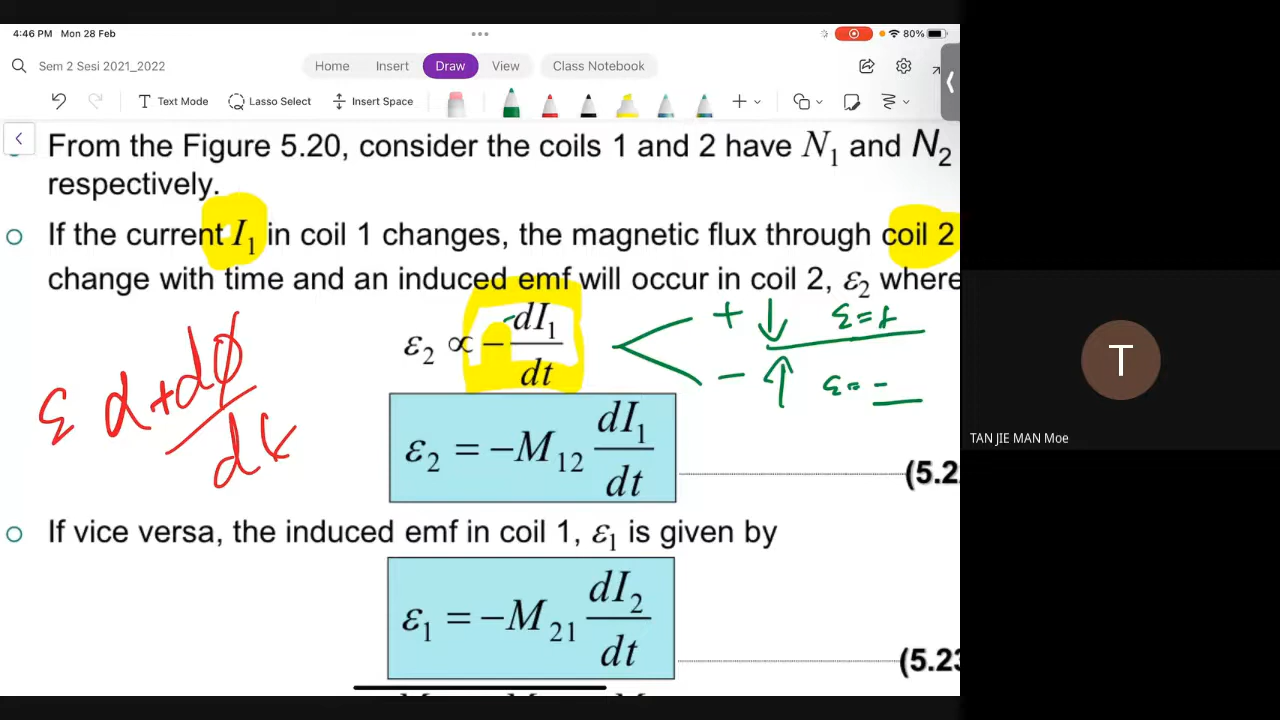 4:46 PM Mon 28 Feb
80%
Sem 2 Sesi 2021_2022
Home Insert Draw View Class Notebook
Text Mode Lasso Select Insert Space
From the Figure 5.20, consider the coils 1 and 2 have N₁ and N₂
respectively.
If the current I₁ in coil 1 changes, the magnetic flux through coil 2
change with time and an induced emf will occur in coil 2, ε₂ where
ε₂ ∝ − dI₁/dt
+ ↓ ε=+
− ↑ ε=−
ε α + dφ/dt
ε₂ = −M₁₂ dI₁/dt
(5.2
If vice versa, the induced emf in coil 1, ε₁ is given by
ε₁ = −M₂₁ dI₂/dt
(5.23
T
TAN JIE MAN Moe